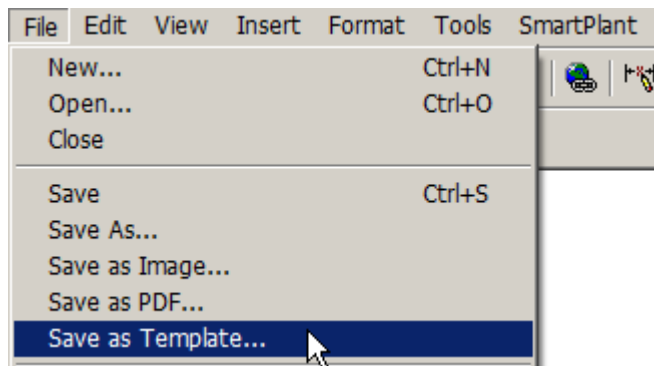 File Edit View Insert Format Tools SmartPlant
New... Ctrl+N
Open... Ctrl+O
Close
Save Ctrl+S
Save As...
Save as Image...
Save as PDF...
Save as Template...